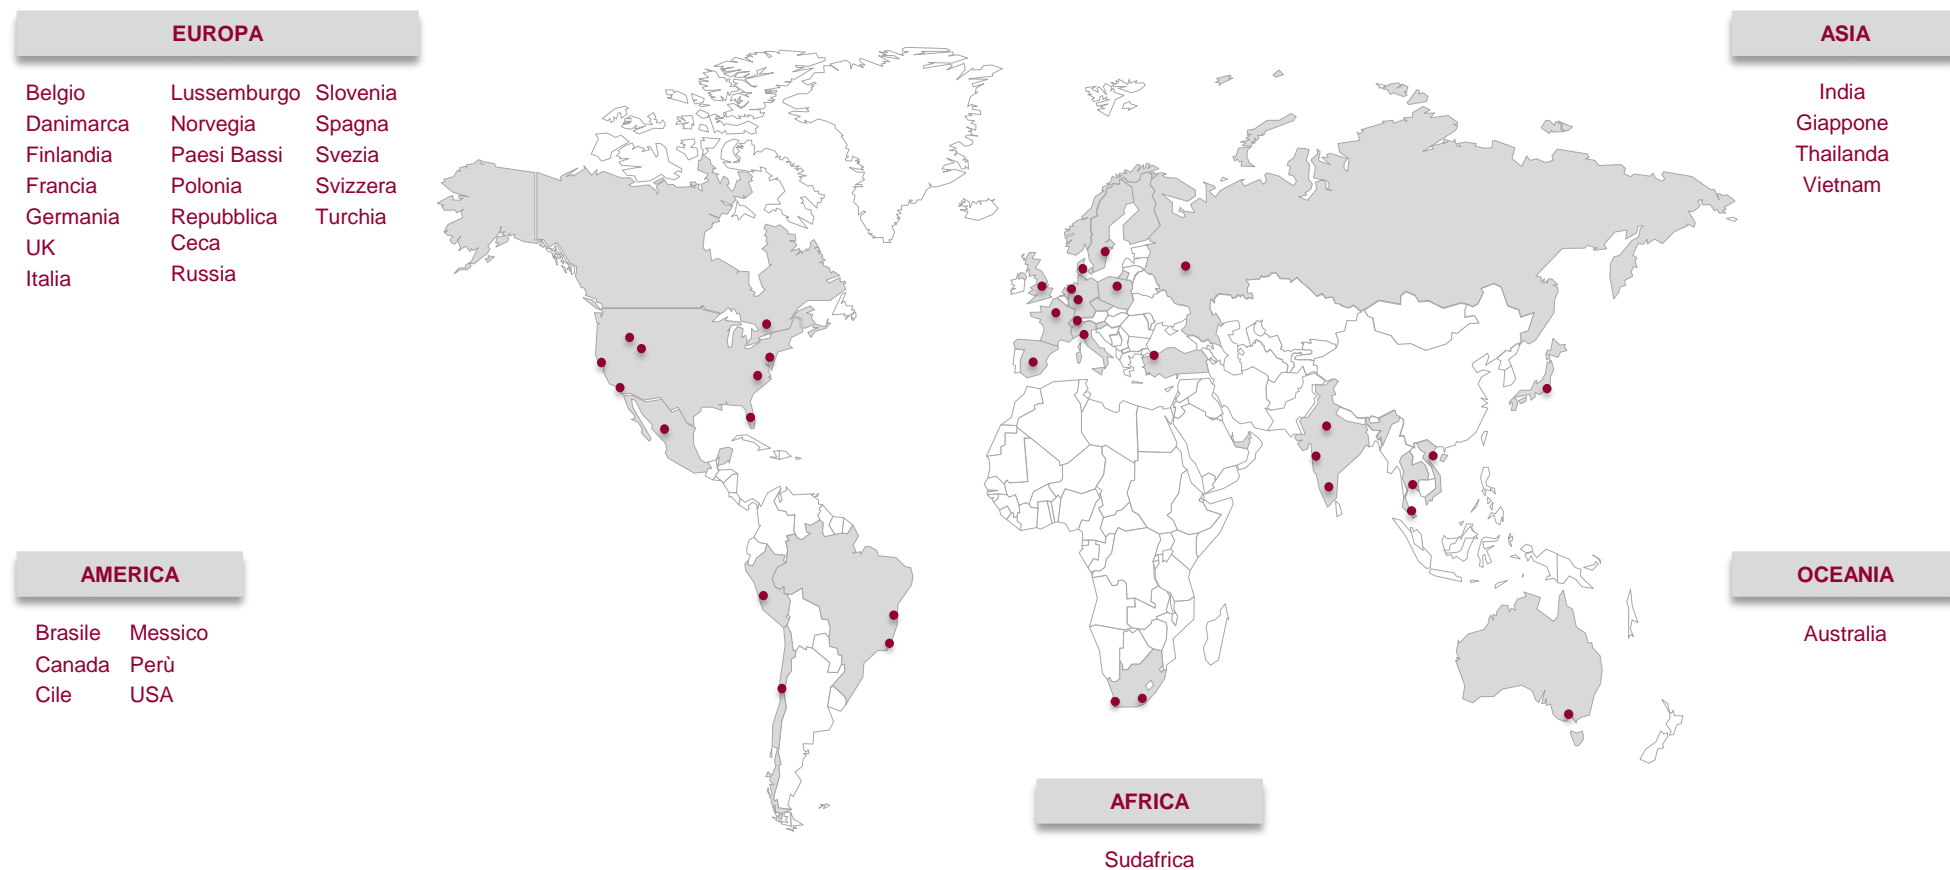 EUROPA
Belgio
Danimarca
Finlandia
Francia
Germania
UK
Italia
Lussemburgo
Norvegia
Paesi Bassi
Polonia
Repubblica
Ceca
Russia
Slovenia
Spagna
Svezia
Svizzera
Turchia
ASIA
India
Giappone
Thailanda
Vietnam
AMERICA
Brasile
Canada
Cile
Messico
Perù
USA
OCEANIA
Australia
AFRICA
Sudafrica